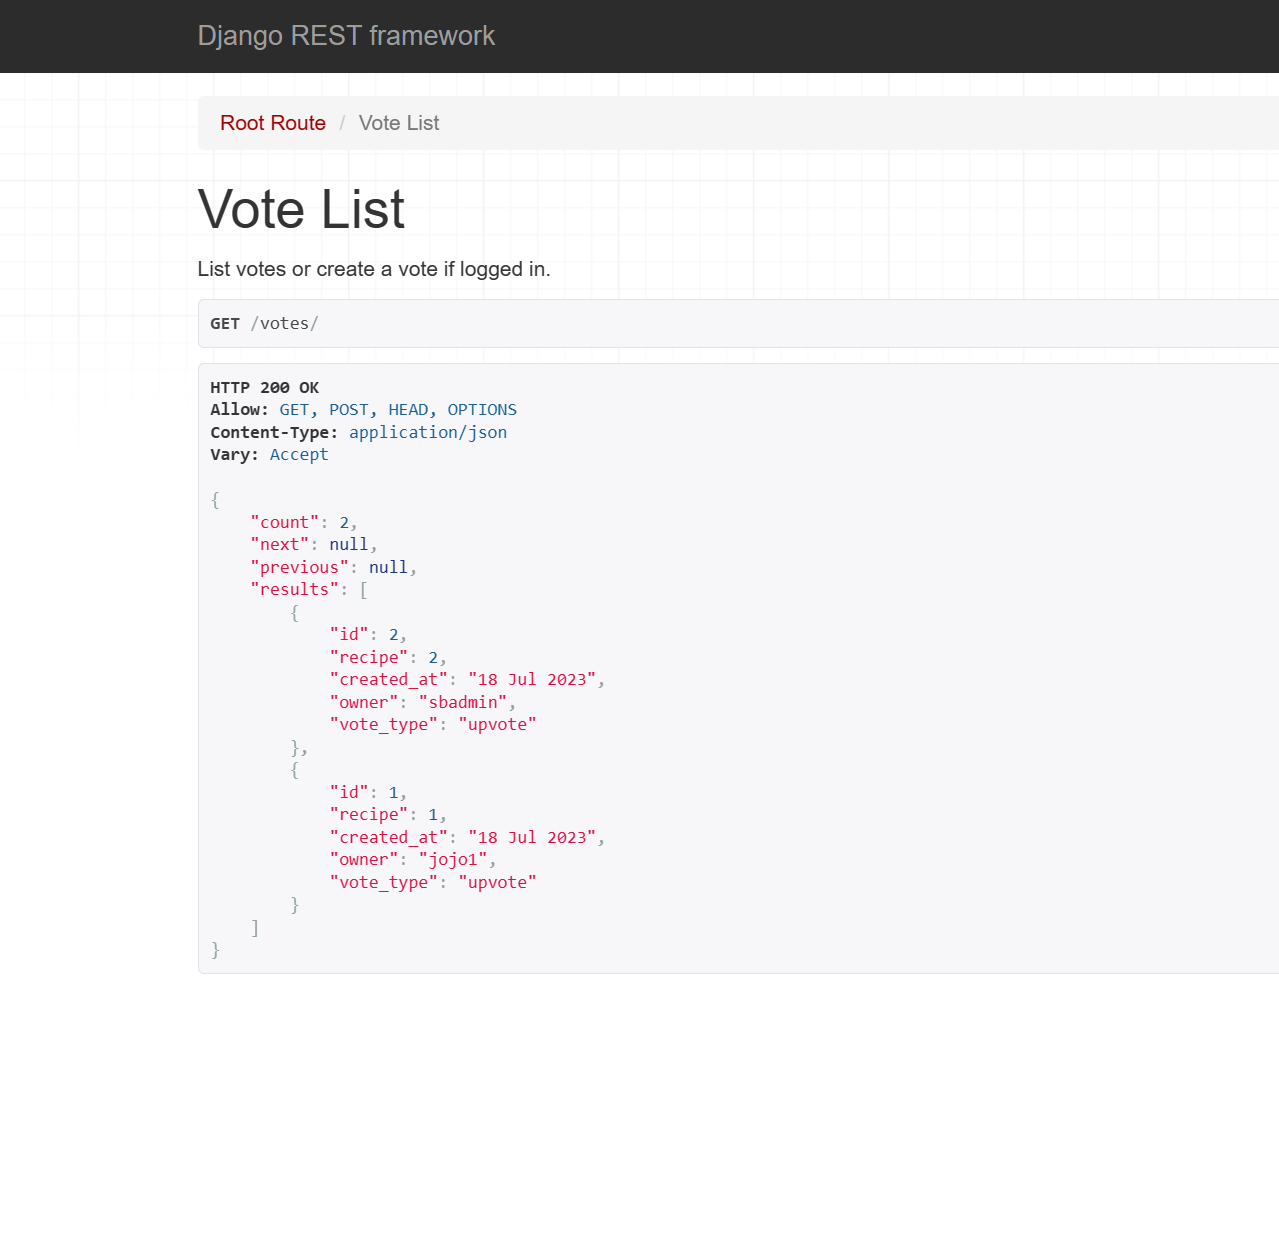 Django REST framework
Root Route / Vote List
Vote List
List votes or create a vote if logged in.
GET /votes/
HTTP 200 OK
Allow: GET, POST, HEAD, OPTIONS
Content-Type: application/json
Vary: Accept
{
    "count": 2,
    "next": null,
    "previous": null,
    "results": [
        {
            "id": 2,
            "recipe": 2,
            "created_at": "18 Jul 2023",
            "owner": "sbadmin",
            "vote_type": "upvote"
        },
        {
            "id": 1,
            "recipe": 1,
            "created_at": "18 Jul 2023",
            "owner": "jojo1",
            "vote_type": "upvote"
        }
    ]
}